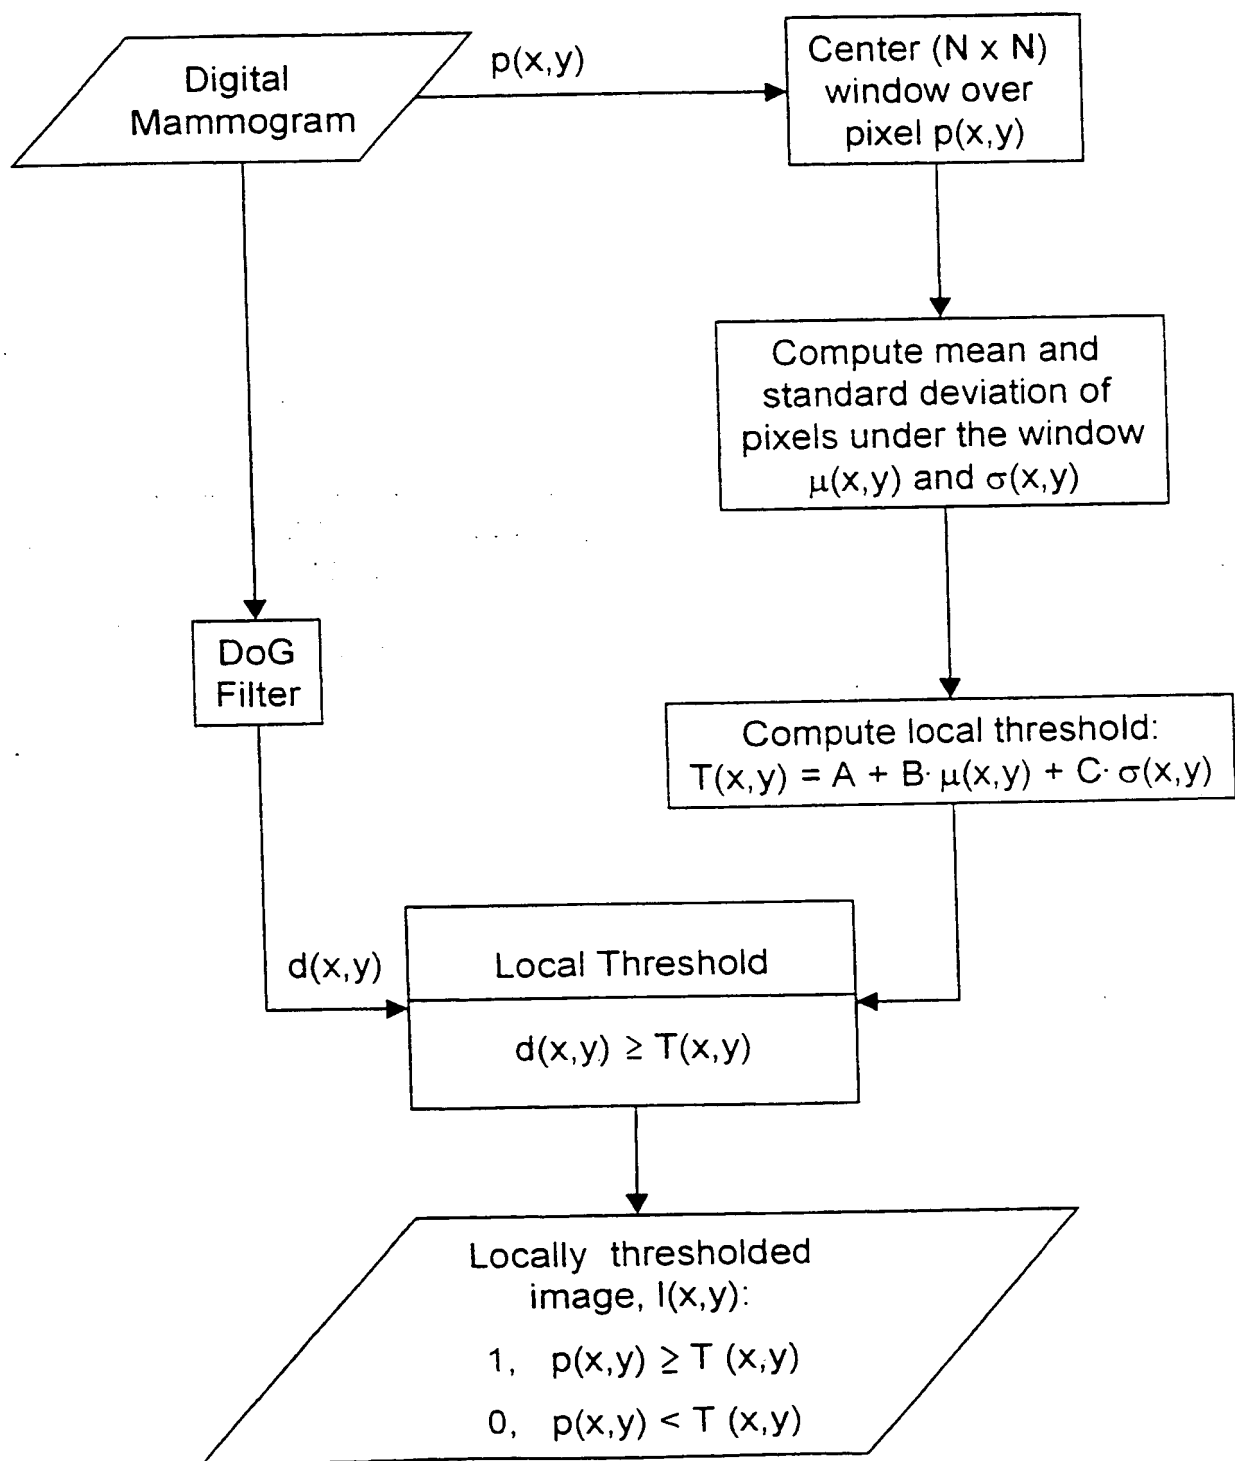 Digital
Mammogram
p(x,y)
Center (N x N)
window over
pixel p(x,y)
Compute mean and
standard deviation of
pixels under the window
μ(x,y) and σ(x,y)
DoG
Filter
Compute local threshold:
T(x,y) = A + B· μ(x,y) + C· σ(x,y)
d(x,y)
Local Threshold
d(x,y) ≥ T(x,y)
Locally thresholded
image, I(x,y):
1, p(x,y) ≥ T (x,y)
0, p(x,y) < T (x,y)